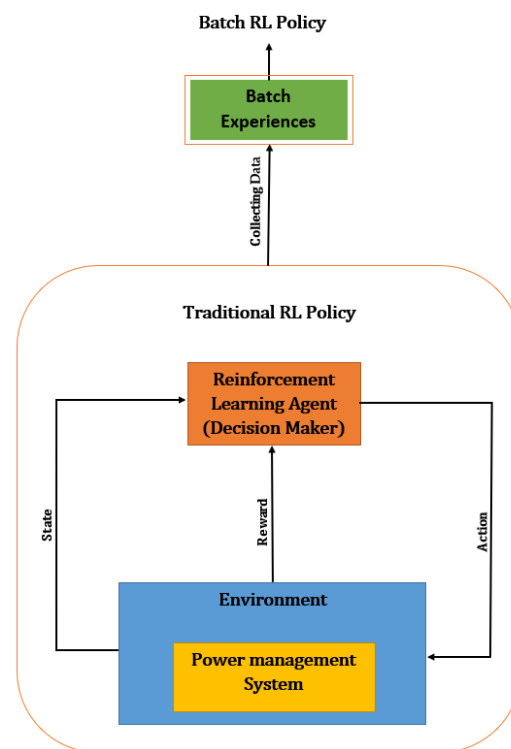 Batch RL Policy
Batch
Experiences
Collecting Data
Traditional RL Policy
Reinforcement
Learning Agent
(Decision Maker)
State
Reward
Action
Environment
Power management
System